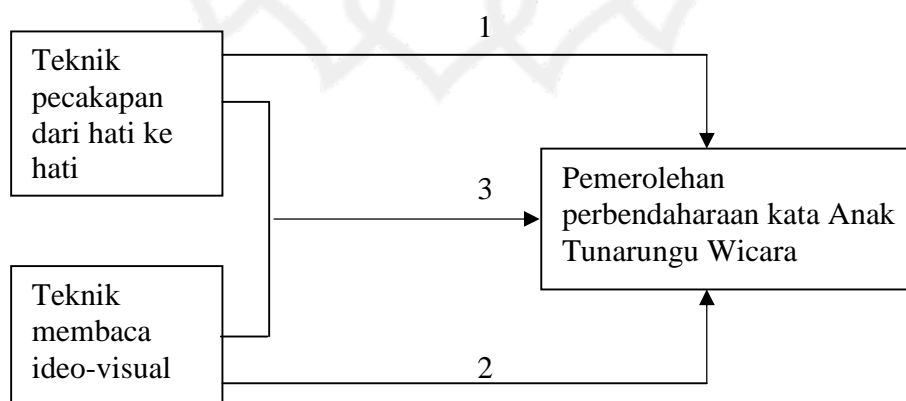 1
Teknik
pecakapan
dari hati ke
hati
3
Pemerolehan
perbendaharaan kata Anak
Tunarungu Wicara
Teknik
membaca
ideo-visual
2